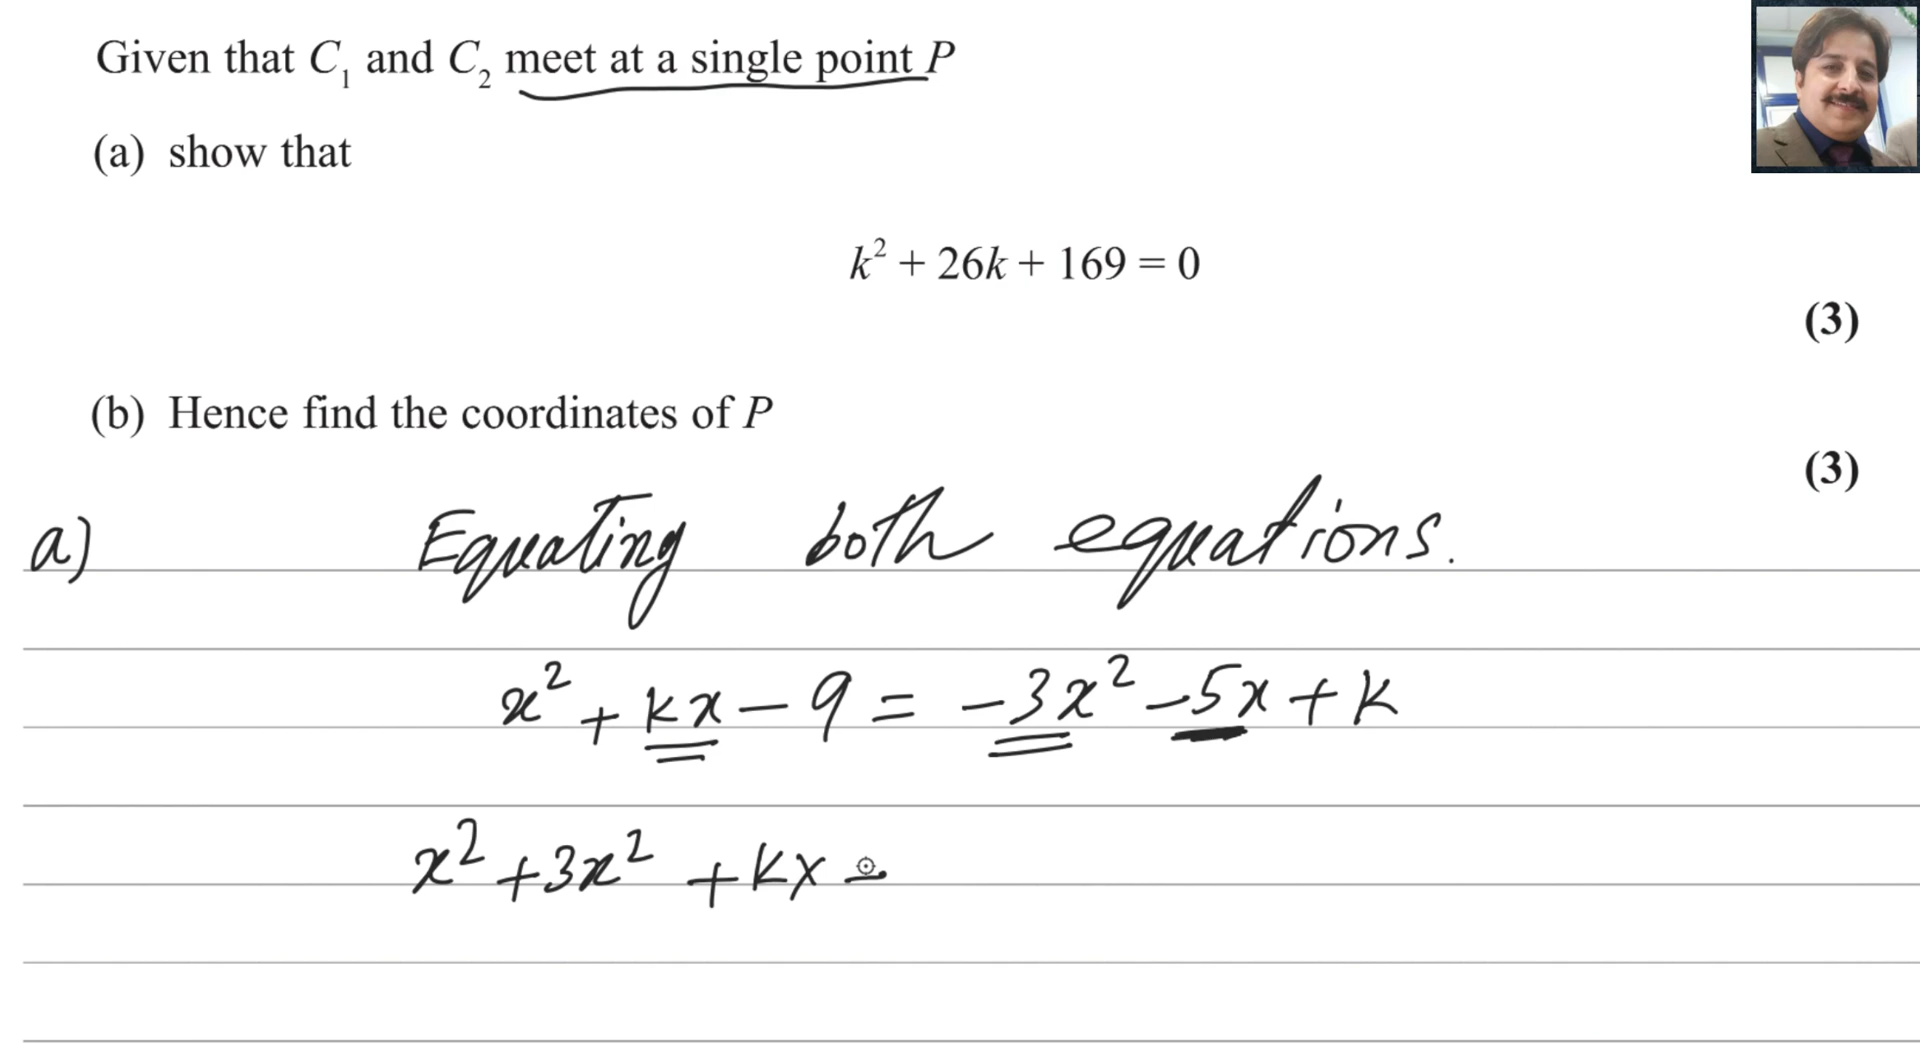 Given that C₁ and C₂ meet at a single point P
(a) show that
k² + 26k + 169 = 0
(3)
(b) Hence find the coordinates of P
(3)
a) Equating both equations.
x² + kx - 9 = -3x² - 5x + k
x² + 3x² + kx